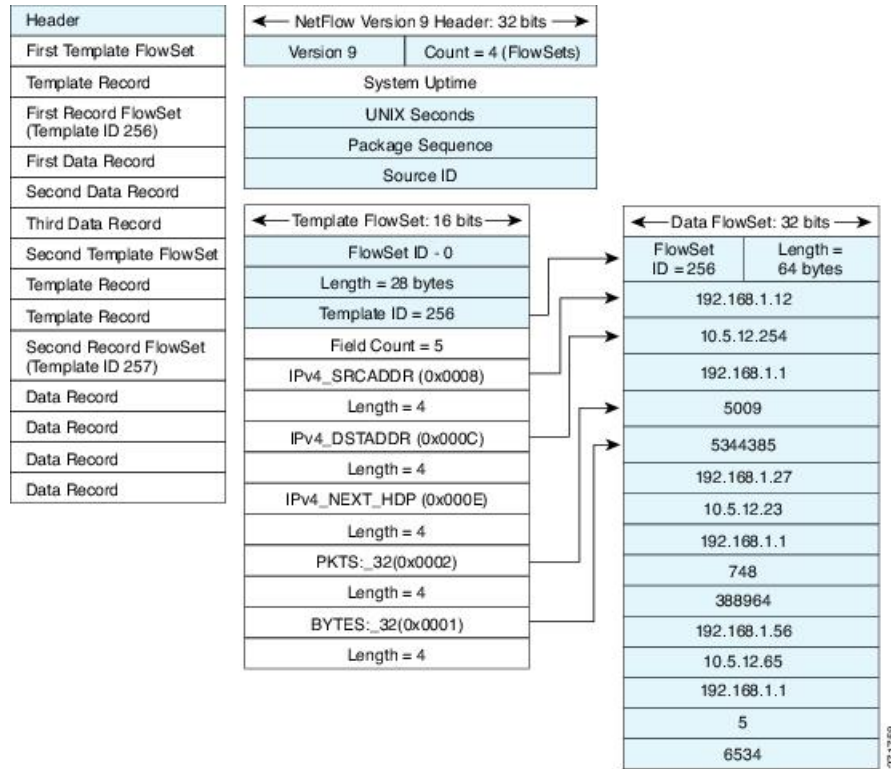 Header
First Template FlowSet
Template Record
First Record FlowSet
(Template ID 256)
First Data Record
Second Data Record
Third Data Record
Second Template FlowSet
Template Record
Template Record
Second Record FlowSet
(Template ID 257)
Data Record
Data Record
Data Record
Data Record
NetFlow Version 9 Header: 32 bits
Version 9
Count = 4 (FlowSets)
System Uptime
UNIX Seconds
Package Sequence
Source ID
Template FlowSet: 16 bits
FlowSet ID - 0
Length = 28 bytes
Template ID = 256
Field Count = 5
IPv4_SRCADDR (0x0008)
Length = 4
IPv4_DSTADDR (0x000C)
Length = 4
IPv4_NEXT_HDP (0x000E)
Length = 4
PKTS:_32(0x0002)
Length = 4
BYTES:_32(0x0001)
Length = 4
Data FlowSet: 32 bits
FlowSet
ID = 256
Length =
64 bytes
192.168.1.12
10.5.12.254
192.168.1.1
5009
5344385
192.168.1.27
10.5.12.23
192.168.1.1
748
388964
192.168.1.56
10.5.12.65
192.168.1.1
5
6534